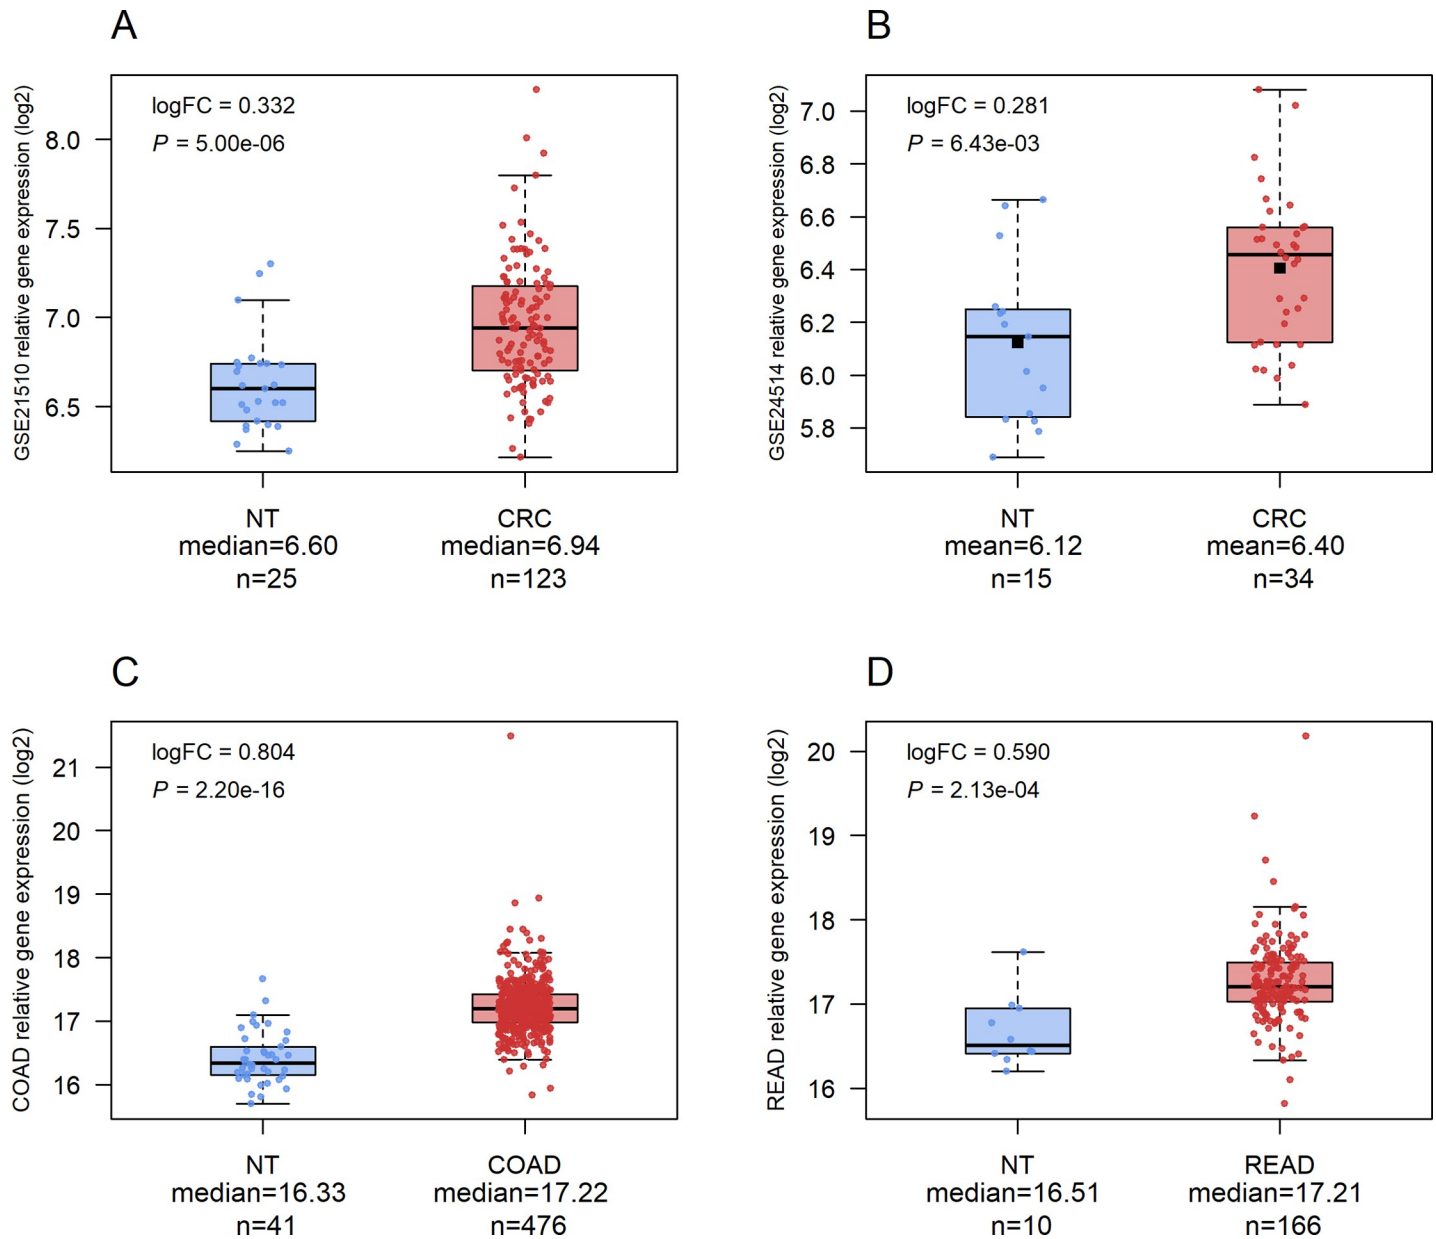 A
GSE21510 relative gene expression (log2)
logFC = 0.332
P = 5.00e-06
8.0
7.5
7.0
6.5
NT
median=6.60
n=25
CRC
median=6.94
n=123
B
GSE24514 relative gene expression (log2)
logFC = 0.281
P = 6.43e-03
7.0
6.8
6.6
6.4
6.2
6.0
5.8
NT
mean=6.12
n=15
CRC
mean=6.40
n=34
C
COAD relative gene expression (log2)
logFC = 0.804
P = 2.20e-16
21
20
19
18
17
16
NT
median=16.33
n=41
COAD
median=17.22
n=476
D
READ relative gene expression (log2)
logFC = 0.590
P = 2.13e-04
20
19
18
17
16
NT
median=16.51
n=10
READ
median=17.21
n=166